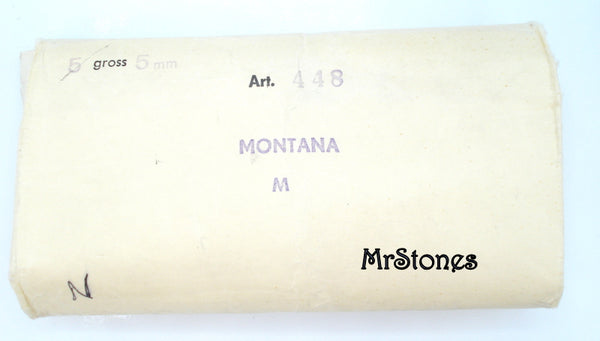 5 gross 5 mm
Art. 448
MONTANA
M
MrStones
N